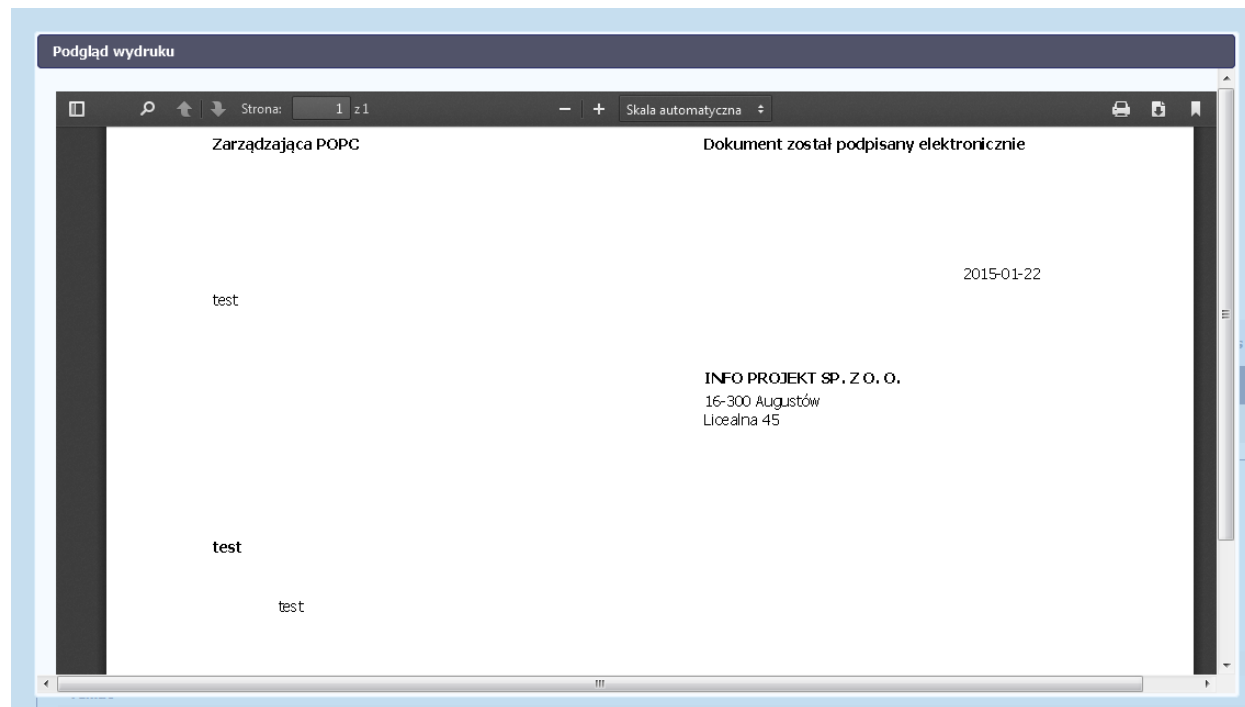 Podgląd wydruku
Strona: 1 z 1 Skala automatyczna
Zarządzająca POPC Dokument został podpisany elektronicznie
2015-01-22
test
INFO PROJEKT SP. Z O. O.
16-300 Augustów
Licealna 45
test
test